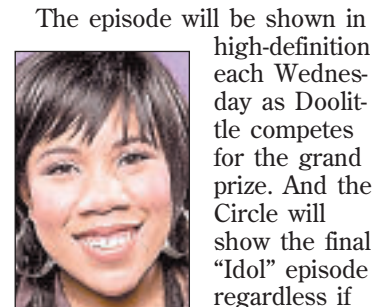 The episode will be shown in
high-definition
each Wednes-
day as Doolit-
tle competes
for the grand
prize. And the
Circle will
show the final
“Idol” episode
regardless if